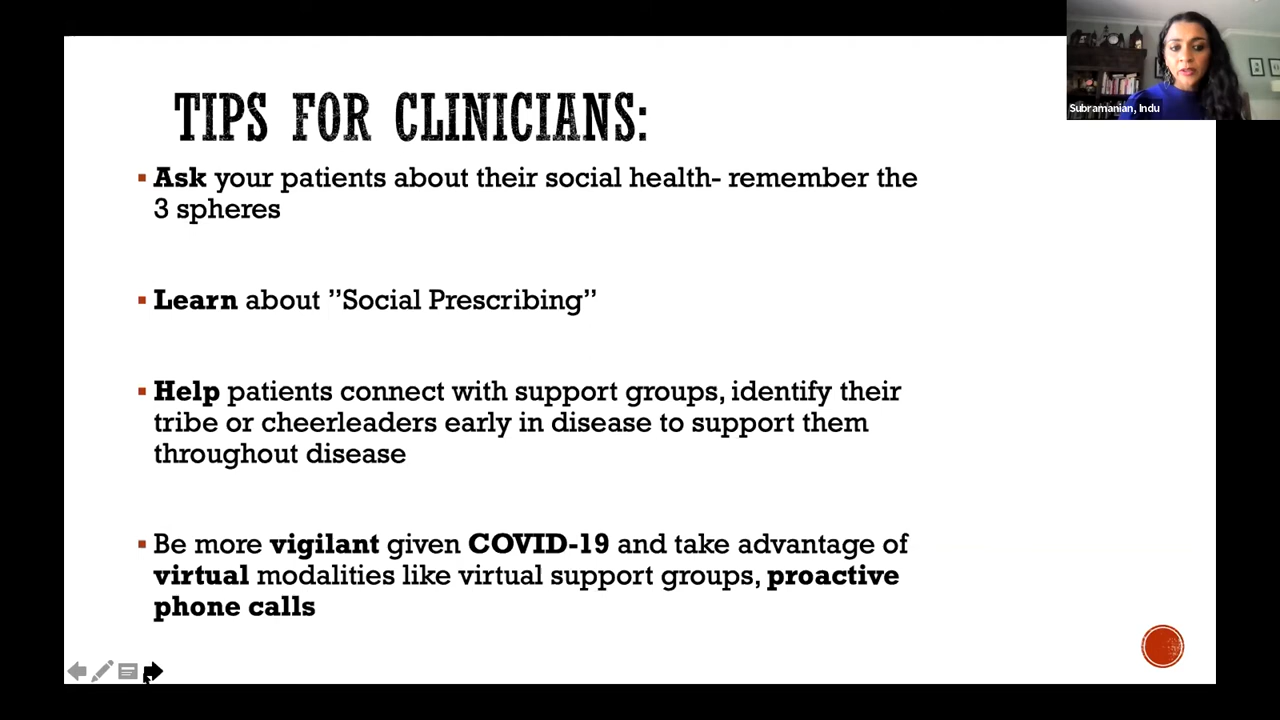 TIPS FOR CLINICIANS:
Subramanian, Indu
▪ Ask your patients about their social health- remember the
3 spheres
▪ Learn about ”Social Prescribing”
▪ Help patients connect with support groups, identify their
tribe or cheerleaders early in disease to support them
throughout disease
▪ Be more vigilant given COVID-19 and take advantage of
virtual modalities like virtual support groups, proactive
phone calls